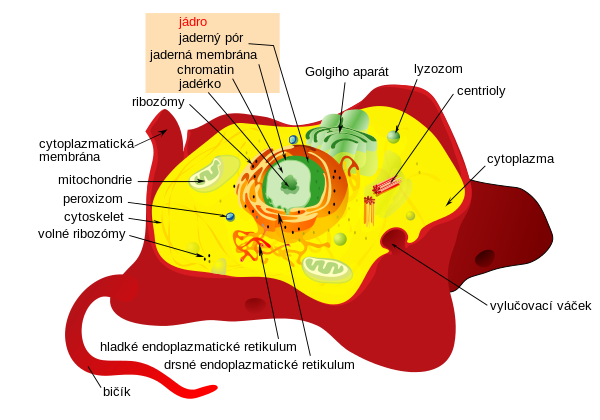 jádro
jaderný pór
jaderná membrána
chromatin
jadérko
ribozómy
Golgiho aparát
lyzozom
centrioly
cytoplazmatická
membrána
cytoplazma
mitochondrie
peroxizom
cytoskelet
volné ribozómy
vylučovací váček
hladké endoplazmatické retikulum
drsné endoplazmatické retikulum
bičík